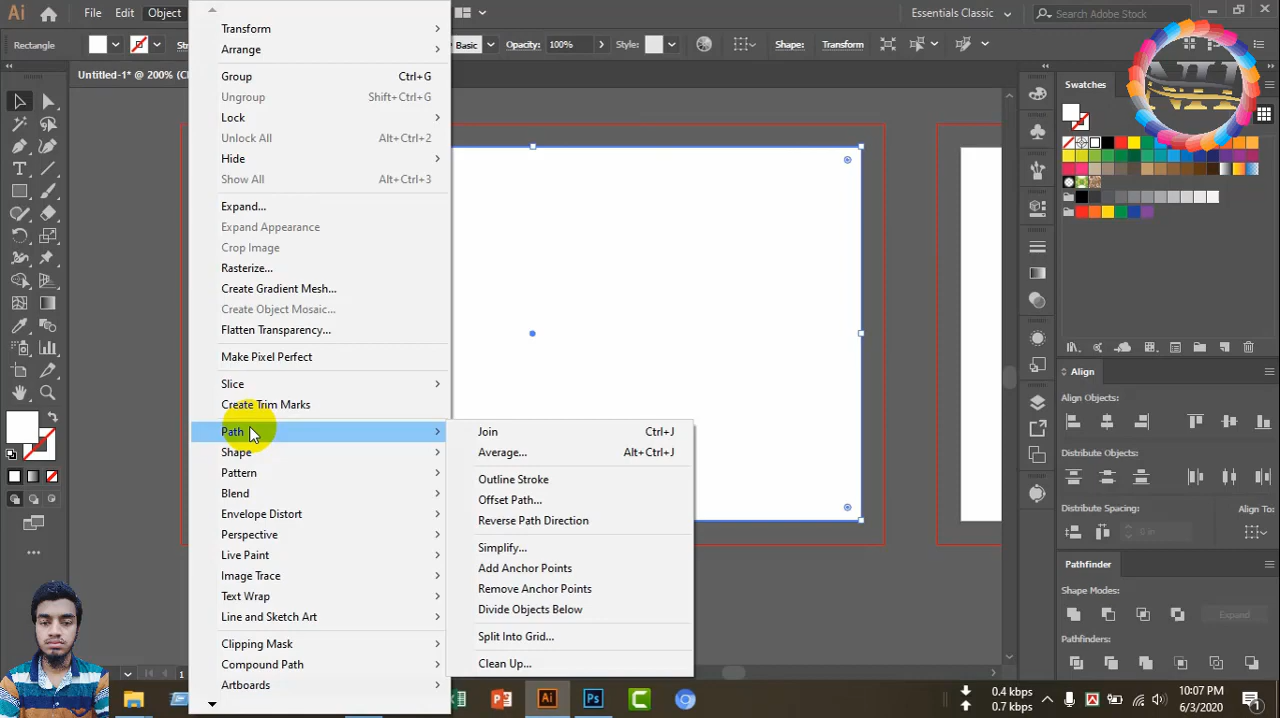 Ai
File
Edit
Object
Essentials Classic
Search Adobe Stock
Rectangle
Basic
Opacity:
100%
Style:
Shape:
Transform
Untitled-1* @ 200%
Transform
Arrange
Group Ctrl+G
Ungroup Shift+Ctrl+G
Lock
Unlock All Alt+Ctrl+2
Hide
Show All Alt+Ctrl+3
Expand...
Expand Appearance
Crop Image
Rasterize...
Create Gradient Mesh...
Create Object Mosaic...
Flatten Transparency...
Make Pixel Perfect
Slice
Create Trim Marks
Path
Shape
Pattern
Blend
Envelope Distort
Perspective
Live Paint
Image Trace
Text Wrap
Line and Sketch Art
Clipping Mask
Compound Path
Artboards
Join Ctrl+J
Average... Alt+Ctrl+J
Outline Stroke
Offset Path...
Reverse Path Direction
Simplify...
Add Anchor Points
Remove Anchor Points
Divide Objects Below
Split Into Grid...
Clean Up...
Swatches
Align
Align Objects:
Distribute Objects:
Distribute Spacing:
Align To:
0 in
Pathfinder
Shape Modes:
Expand
Pathfinders:
1
Ai
Ps
0.4 kbps
0.7 kbps
10:07 PM
6/3/2020
1